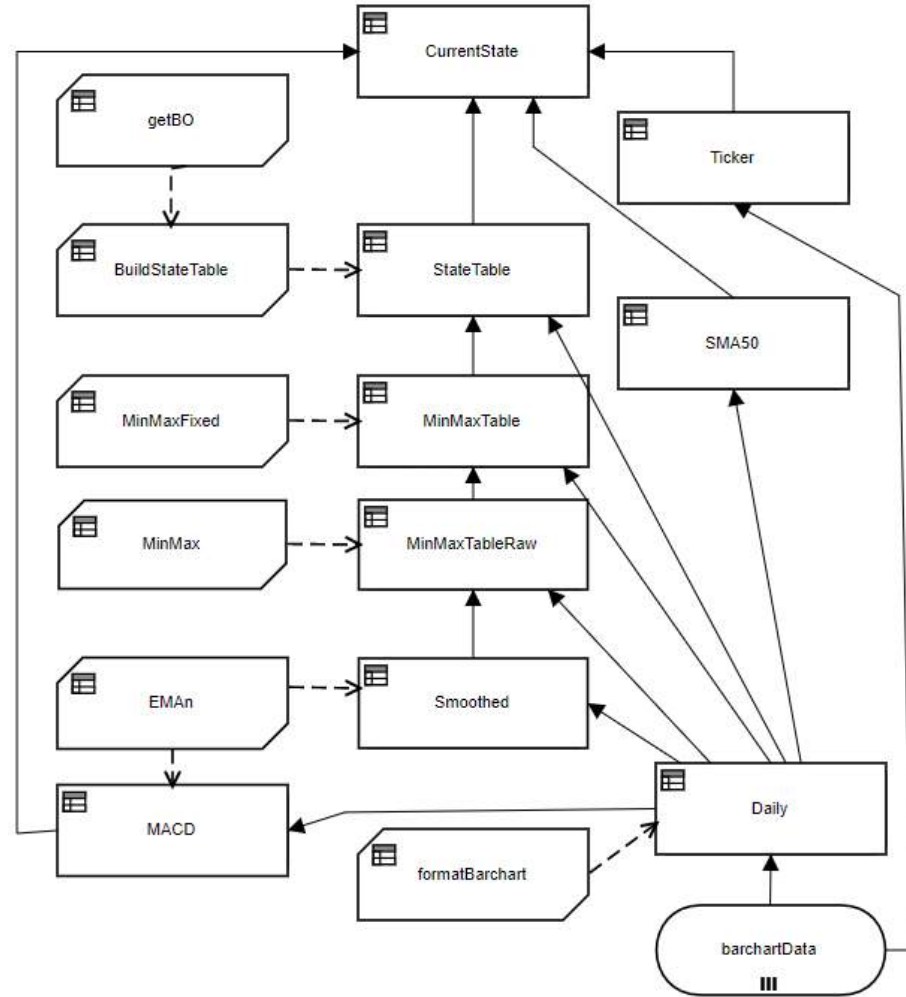 CurrentState
getBO
Ticker
BuildStateTable
StateTable
SMA50
MinMaxFixed
MinMaxTable
MinMax
MinMaxTableRaw
EMAn
Smoothed
MACD
Daily
formatBarchart
barchartData